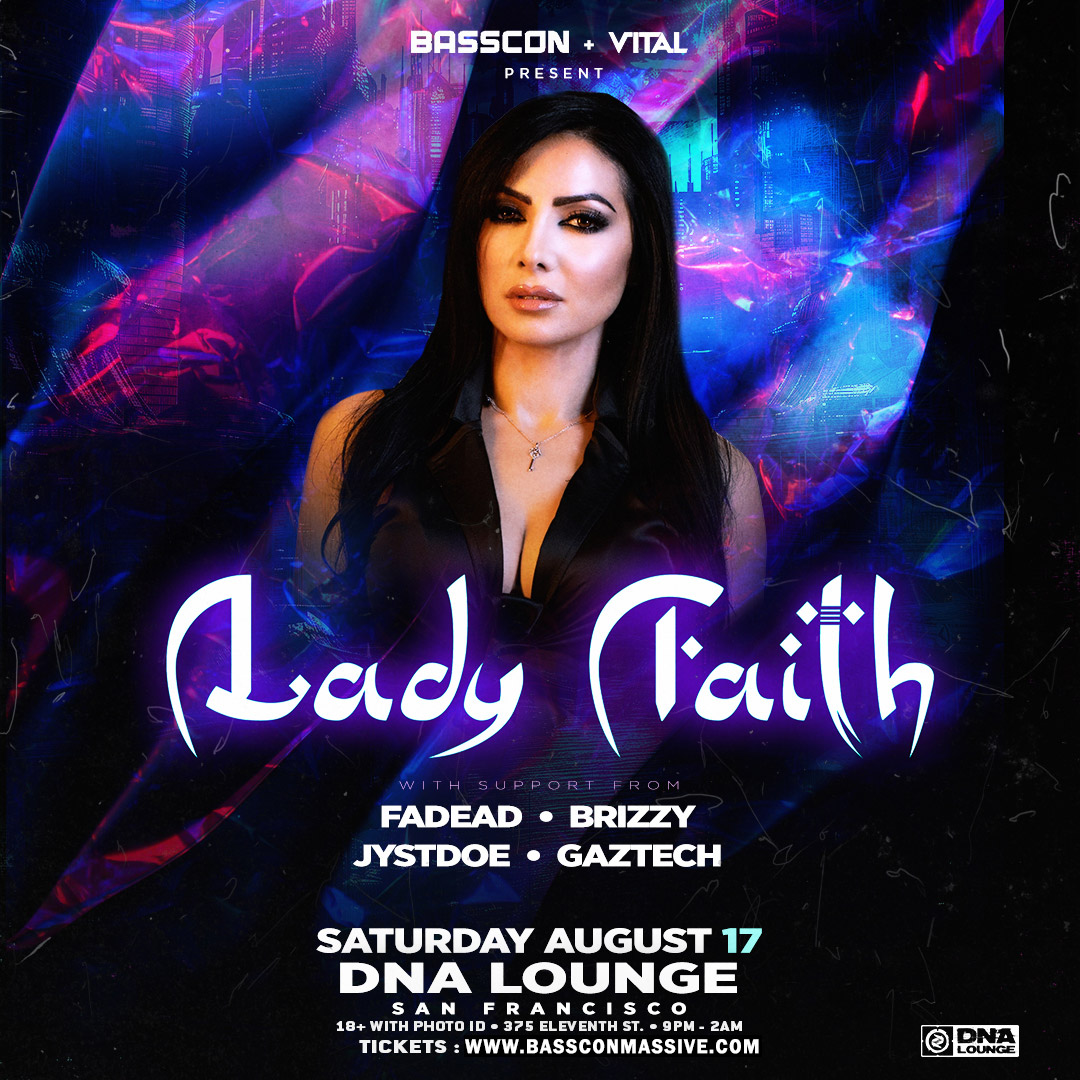 BASSCON + VITAL
PRESENT
Lady Faith
WITH SUPPORT FROM
FADEAD • BRIZZY
JYSTDOE • GAZTECH
SATURDAY AUGUST 17
DNA LOUNGE
SAN FRANCISCO
18+ WITH PHOTO ID • 375 ELEVENTH ST. • 9PM - 2AM
TICKETS : WWW.BASSCONMASSIVE.COM
DNA
LOUNGE